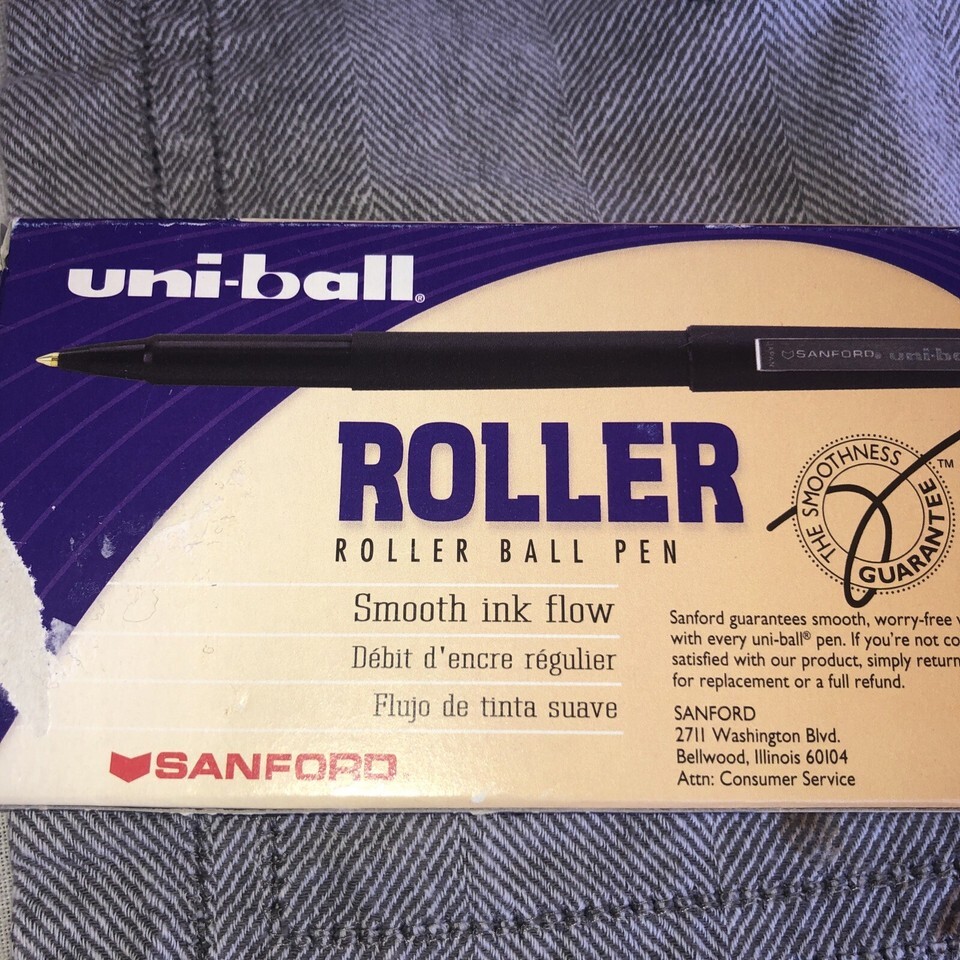 uni-ball®
JAPAN SANFORD® uni-b
ROLLER
ROLLER BALL PEN
THE SMOOTHNESS GUARANTEE ™
Smooth ink flow
Débit d'encre régulier
Flujo de tinta suave
SANFORD
Sanford guarantees smooth, worry-free
with every uni-ball® pen. If you're not co
satisfied with our product, simply return
for replacement or a full refund.
SANFORD
2711 Washington Blvd.
Bellwood, Illinois 60104
Attn: Consumer Service